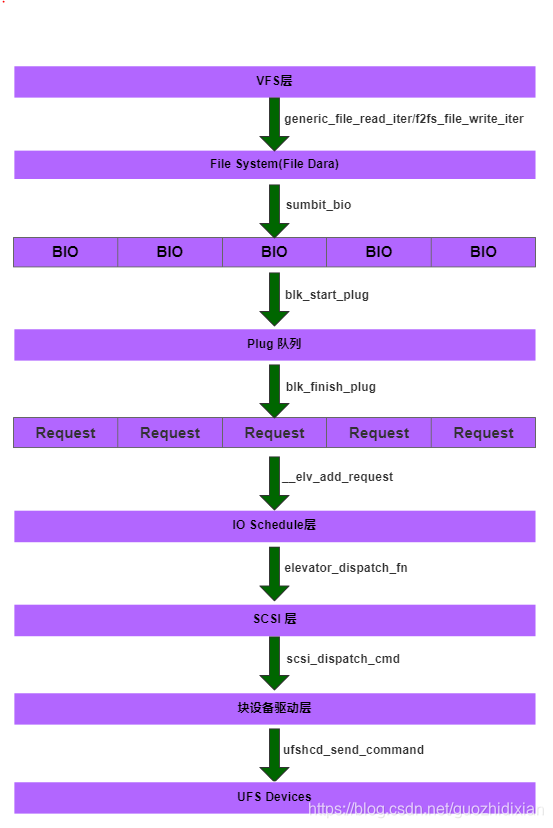 VFS层
generic_file_read_iter/f2fs_file_write_iter
File System(File Dara)
sumbit_bio
BIO BIO BIO BIO BIO
blk_start_plug
Plug 队列
blk_finish_plug
Request Request Request Request Request
__elv_add_request
IO Schedule层
elevator_dispatch_fn
SCSI 层
scsi_dispatch_cmd
块设备驱动层
ufshcd_send_command
UFS Devices
https://blog.csdn.net/guozhidixian